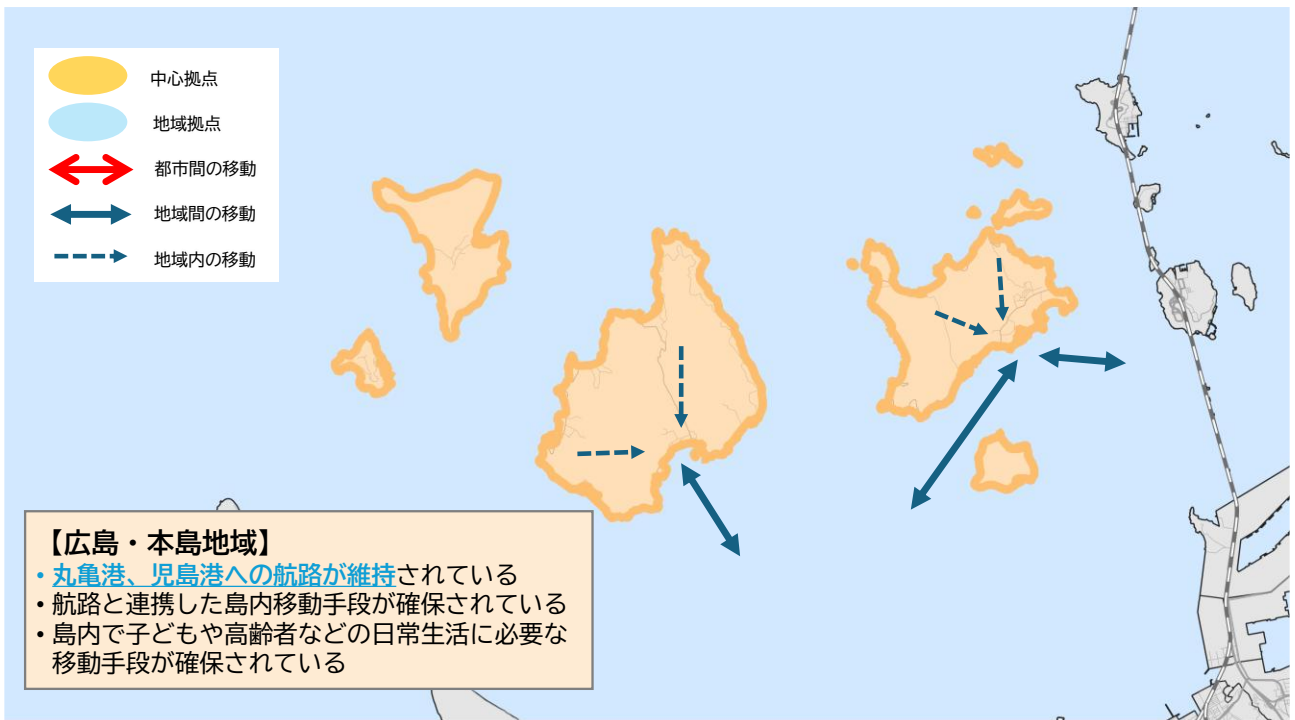 中心拠点
地域拠点
都市間の移動
地域間の移動
地域内の移動
【広島・本島地域】
・丸亀港、児島港への航路が維持されている
・航路と連携した島内移動手段が確保されている
・島内で子どもや高齢者などの日常生活に必要な
移動手段が確保されている